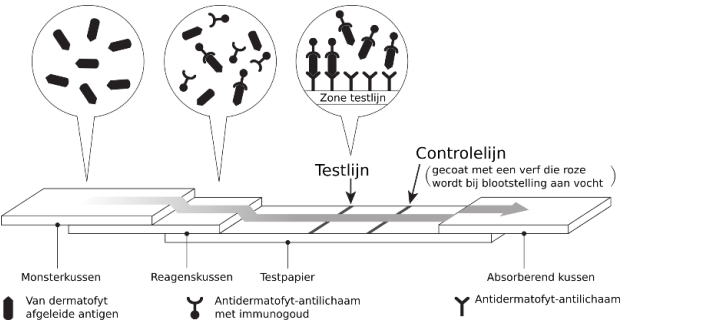 Zone testlijn
Testlijn
Controlelijn
(gecoat met een verf die roze
wordt bij blootstelling aan vocht)
Monsterkussen
Reagenskussen
Testpapier
Absorberend kussen
Van dermatofyt
afgeleide antigen
Antidermatofyt-antilichaam
met immunogoud
Antidermatofyt-antilichaam